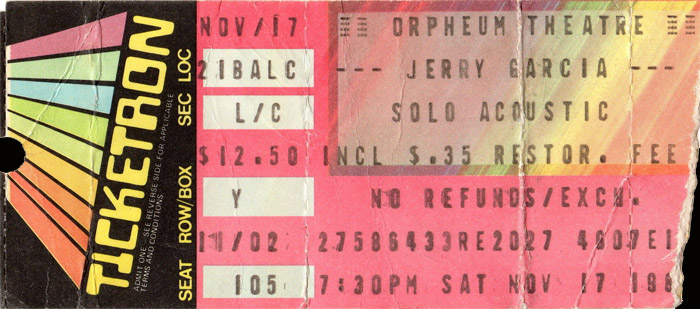 TICKETRON
ADMIT ONE SEE REVERSE SIDE FOR APPLICABLE
TERMS AND CONDITIONS.
LOC
SEC
ROW/BOX
SEAT
NOV/17 ORPHEUM THEATRE
21BALC --- JERRY GARCIA ---
L/C SOLO ACOUSTIC
$12.50 INCL $.35 RESTOR. FEE
Y NO REFUNDS/EXCH.
11/02
105 7:30PM SAT NOV 17